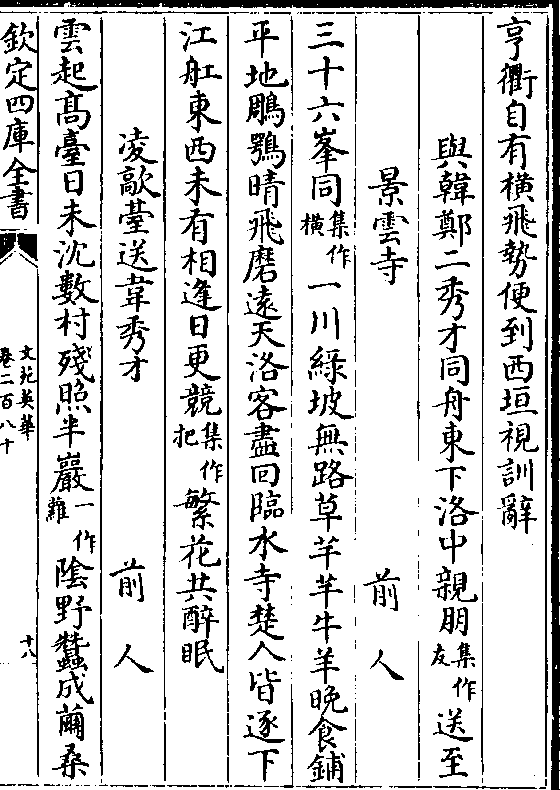 亨衢自有横飛勢便到西垣視訓辭
與韓鄭二秀才同舟東下洛中親朋集作友送至
景雲寺 前人
三十六峯同集作横一川緑坡無路草芊芊牛羊晚食鋪
平地鵰鶚晴飛磨遠天洛客盡回臨水寺楚人皆逐下
江舡東西未有相逢日更競集作把繁花共醉眠
凌歊臺送韋秀才 前人
雲起髙臺日未沈數村殘照半巖一作難隂野蠶成繭桑
欽定四庫全書
文苑英華
卷二百八十
十八